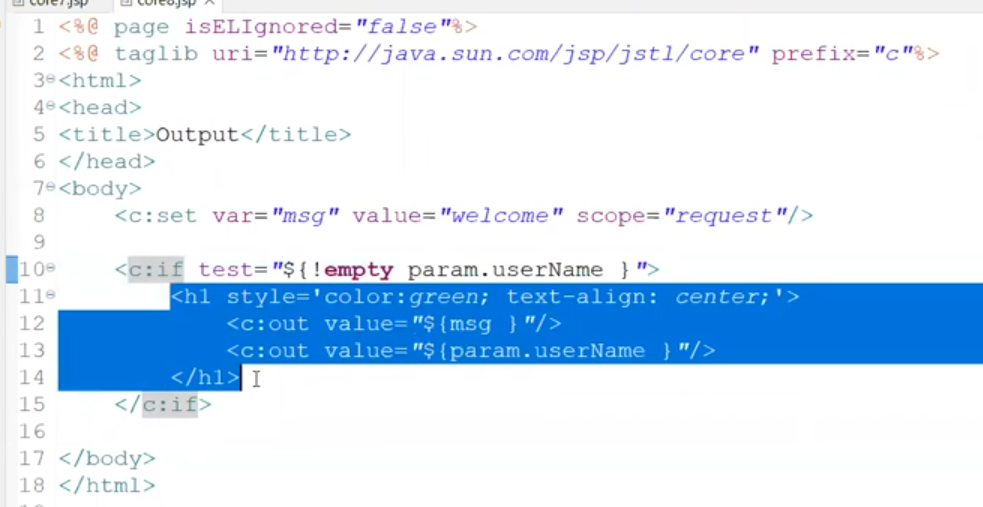 core7.jsp core8.jsp
1 <%@ page isELIgnored="false"%>
2 <%@ taglib uri="http://java.sun.com/jsp/jstl/core" prefix="c"%>
3 <html>
4 <head>
5 <title>Output</title>
6 </head>
7 <body>
8 <c:set var="msg" value="welcome" scope="request"/>
9
10 <c:if test="${!empty param.userName }">
11 <h1 style='color:green; text-align: center;'>
12 <c:out value="${msg }"/>
13 <c:out value="${param.userName }"/>
14 </h1>
15 </c:if>
16
17 </body>
18 </html>